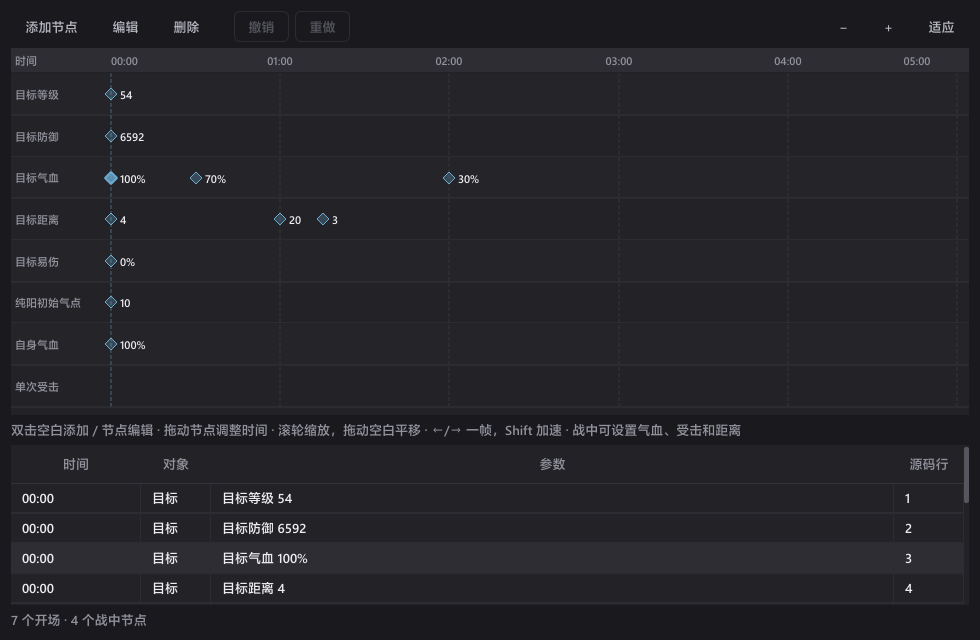 添加节点 编辑 删除 撤销 重做 − + 适应
时间 00:00 01:00 02:00 03:00 04:00 05:00
目标等级 54
目标防御 6592
目标气血 100% 70% 30%
目标距离 4 20 3
目标易伤 0%
纯阳初始气点 10
自身气血 100%
单次受击
双击空白添加 / 节点编辑 · 拖动节点调整时间 · 滚轮缩放，拖动空白平移 · ←/→ 一帧，Shift 加速 · 战中可设置气血、受击和距离
时间 对象 参数 源码行
00:00 目标 目标等级 54 1
00:00 目标 目标防御 6592 2
00:00 目标 目标气血 100% 3
00:00 目标 目标距离 4 4
7 个开场 · 4 个战中节点